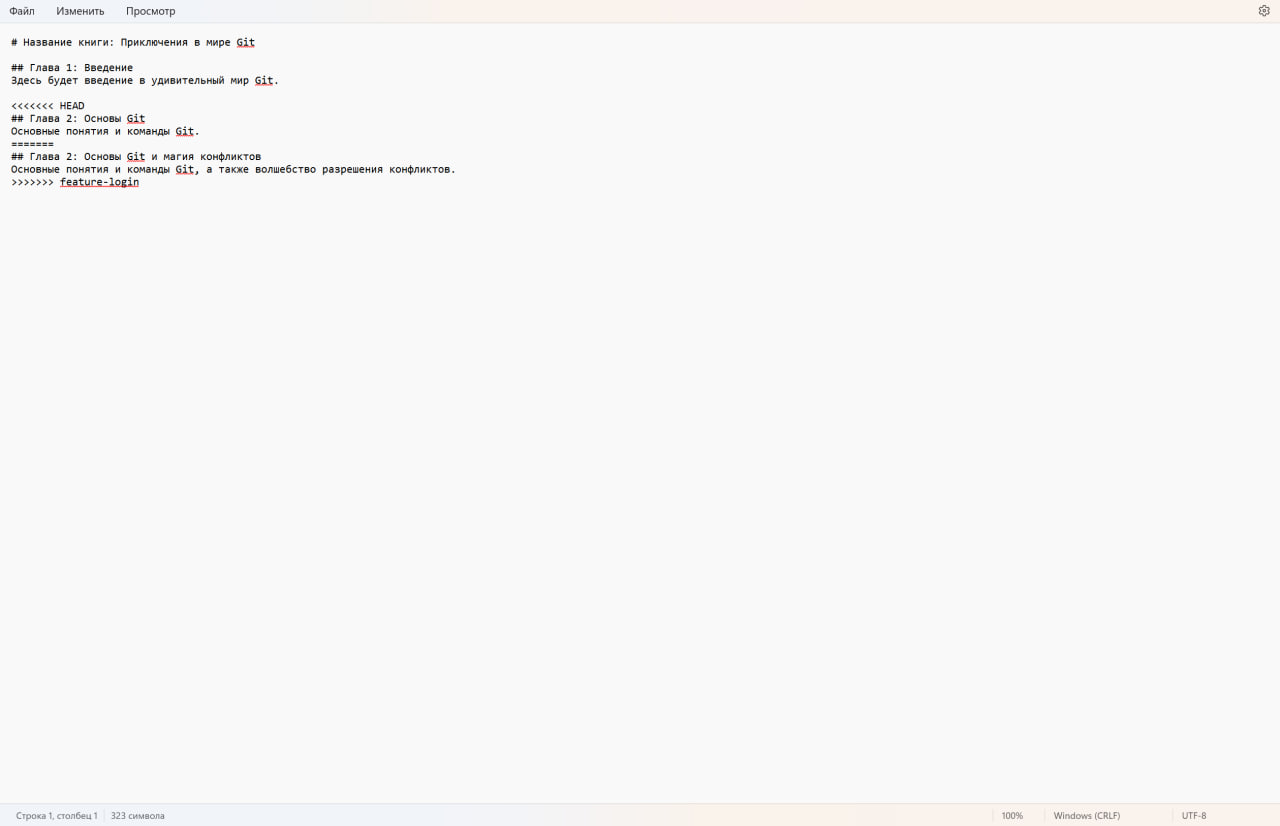 Файл Изменить Просмотр
# Название книги: Приключения в мире Git
## Глава 1: Введение
Здесь будет введение в удивительный мир Git.
<<<<<<< HEAD
## Глава 2: Основы Git
Основные понятия и команды Git.
=======
## Глава 2: Основы Git и магия конфликтов
Основные понятия и команды Git, а также волшебство разрешения конфликтов.
>>>>>>> feature-login
Строка 1, столбец 1 323 символа 100% Windows (CRLF) UTF-8